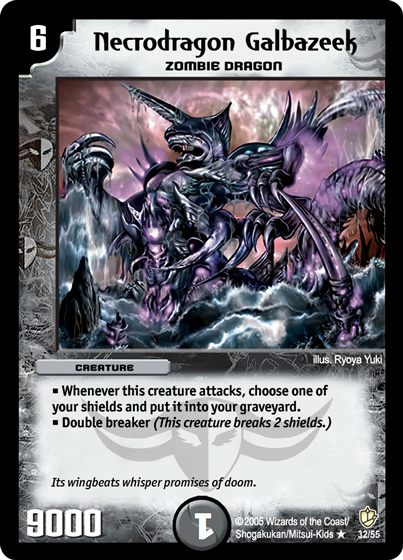 6 Necrodragon Galbazeek
ZOMBIE DRAGON
illus. Ryoya Yuki
CREATURE
▪ Whenever this creature attacks, choose one of
your shields and put it into your graveyard.
▪ Double breaker (This creature breaks 2 shields.)
Its wingbeats whisper promises of doom.
9000
1
©2005 Wizards of the Coast/
Shogakukan/Mitsui-Kids ★ 32/55